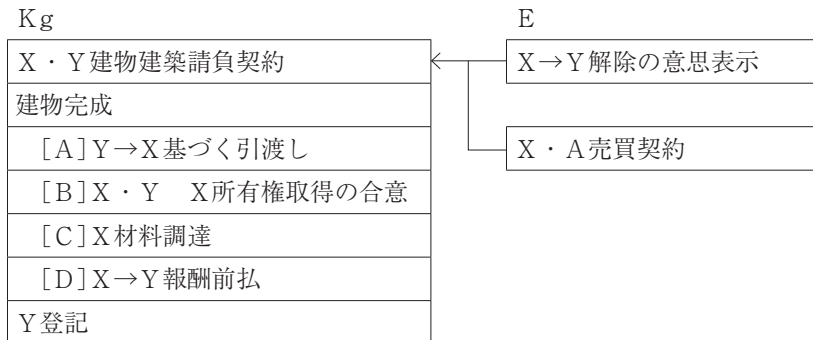 Ｋｇ
Ｘ・Ｙ建物建築請負契約
建物完成
［Ａ］Ｙ→Ｘ基づく引渡し
［Ｂ］Ｘ・Ｙ　Ｘ所有権取得の合意
［Ｃ］Ｘ材料調達
［Ｄ］Ｘ→Ｙ報酬前払
Ｙ登記
Ｅ
Ｘ→Ｙ解除の意思表示
Ｘ・Ａ売買契約